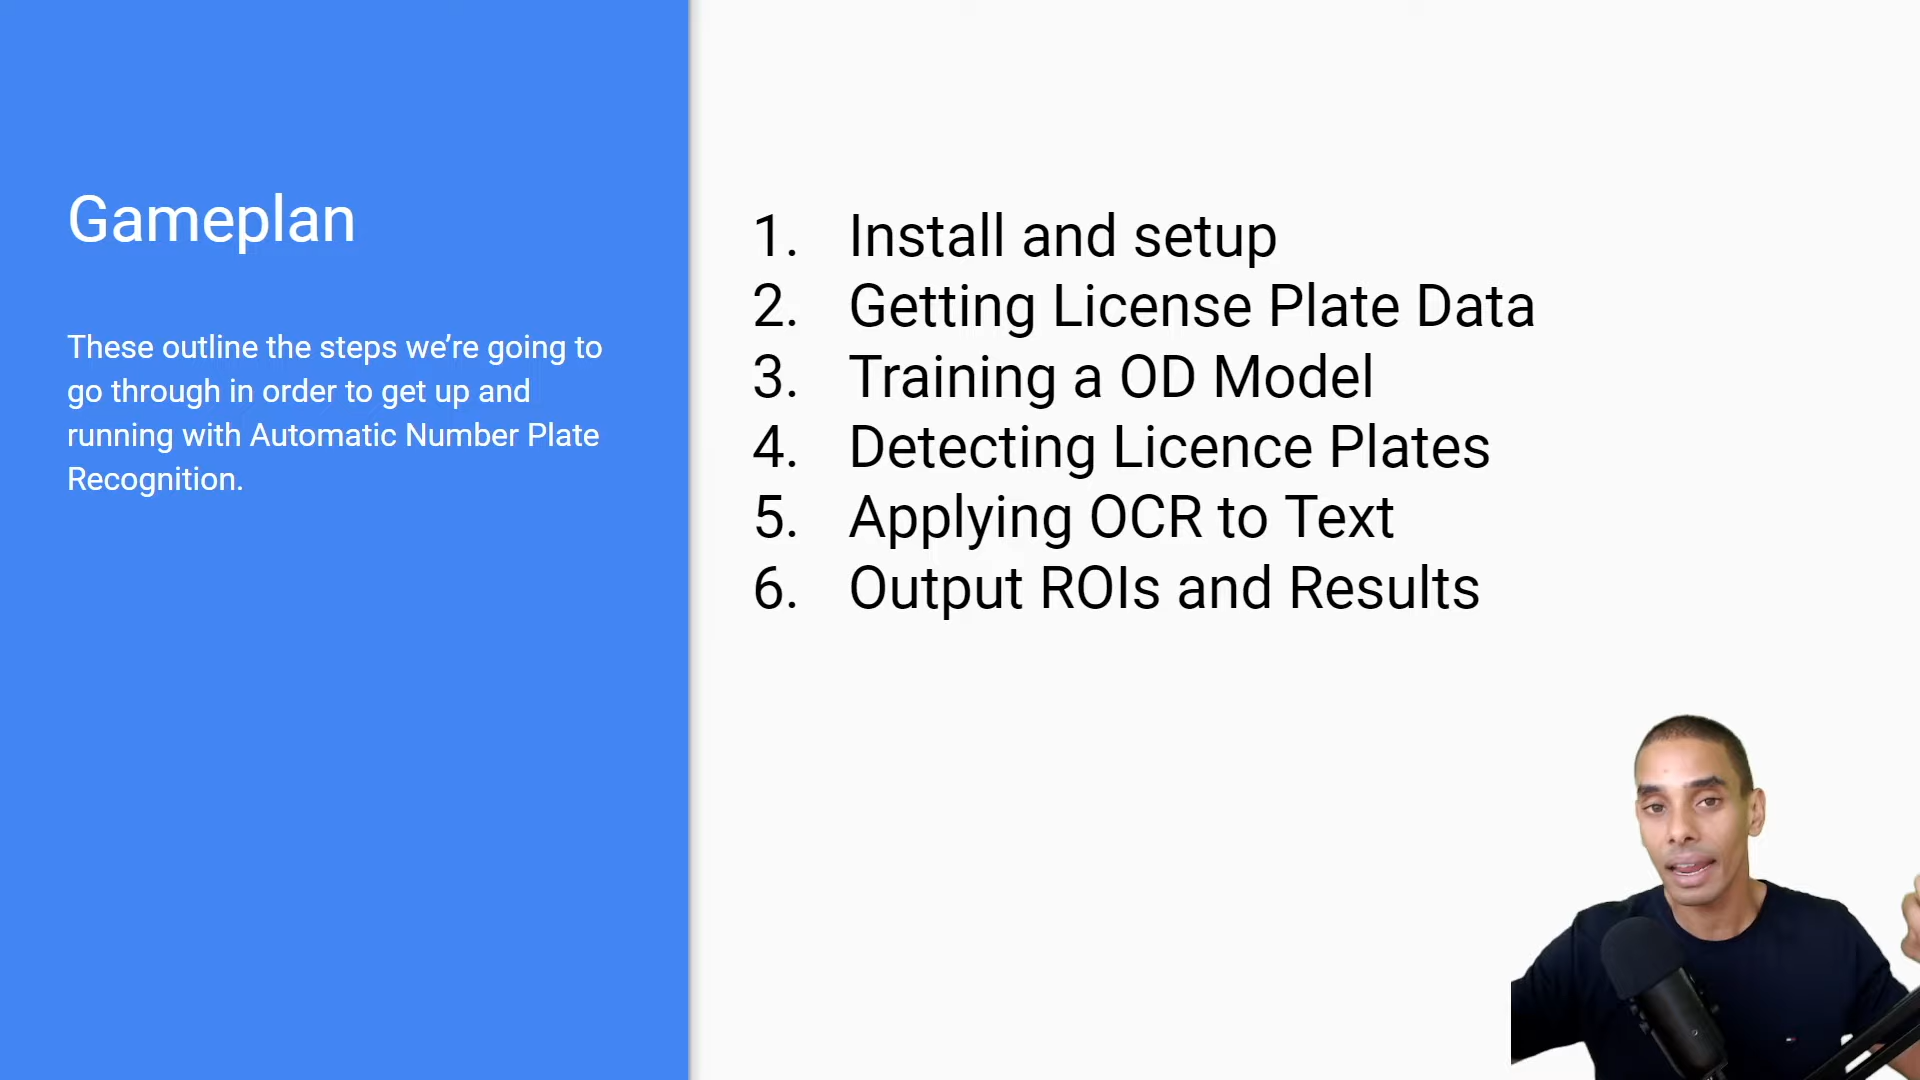 Gameplan
These outline the steps we’re going to
go through in order to get up and
running with Automatic Number Plate
Recognition.
1. Install and setup
2. Getting License Plate Data
3. Training a OD Model
4. Detecting Licence Plates
5. Applying OCR to Text
6. Output ROIs and Results